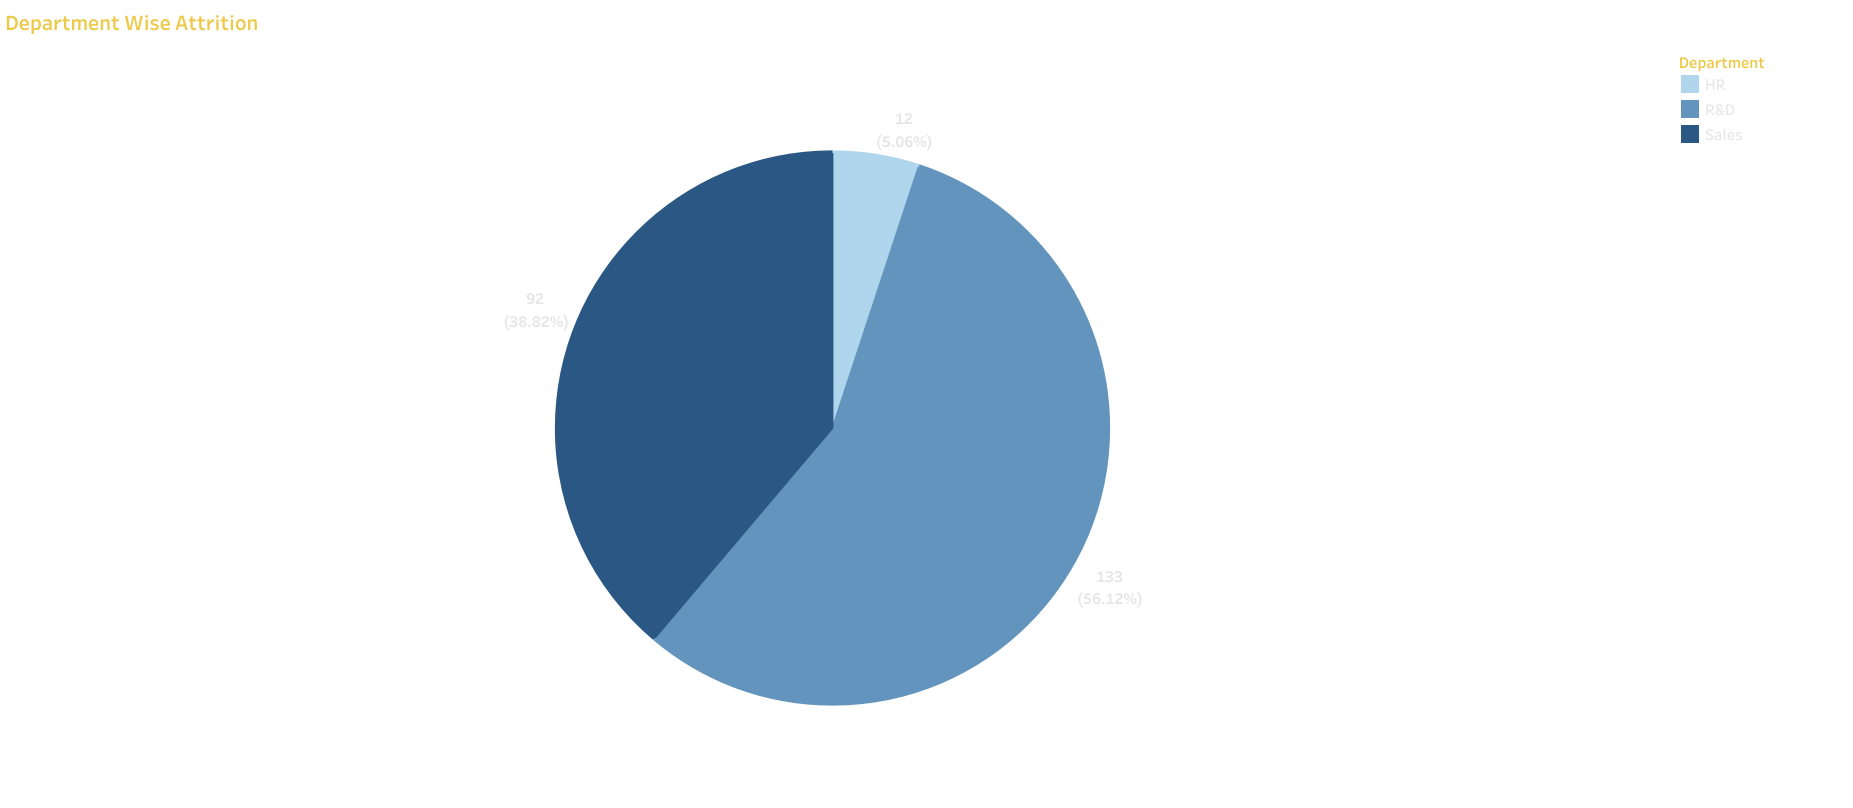 Department Wise Attrition
Department
HR
R&D
Sales
12
(5.06%)
92
(38.82%)
133
(56.12%)